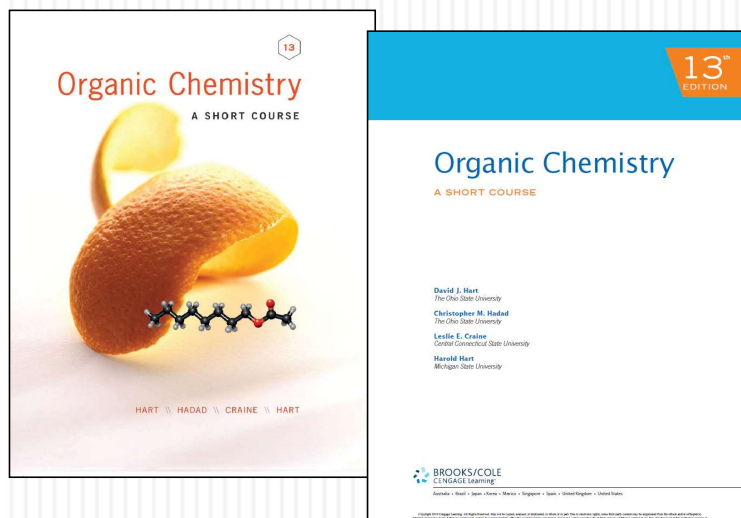 13
Organic Chemistry
A SHORT COURSE
HART \\ HADAD \\ CRAINE \\ HART
13th
EDITION
Organic Chemistry
A SHORT COURSE
David J. Hart
The Ohio State University
Christopher M. Hadad
The Ohio State University
Leslie E. Craine
Central Connecticut State University
Harold Hart
Michigan State University
BROOKS/COLE
CENGAGE Learning™
Australia • Brazil • Japan • Korea • Mexico • Singapore • Spain • United Kingdom • United States